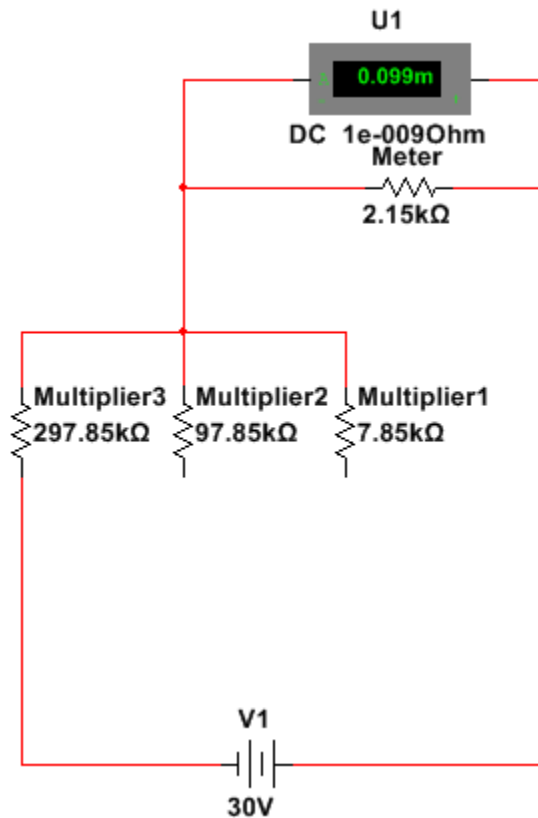 U1
A
0.099m
-
+
DC 1e-009Ohm
Meter
2.15kΩ
Multiplier3
297.85kΩ
Multiplier2
97.85kΩ
Multiplier1
7.85kΩ
V1
30V